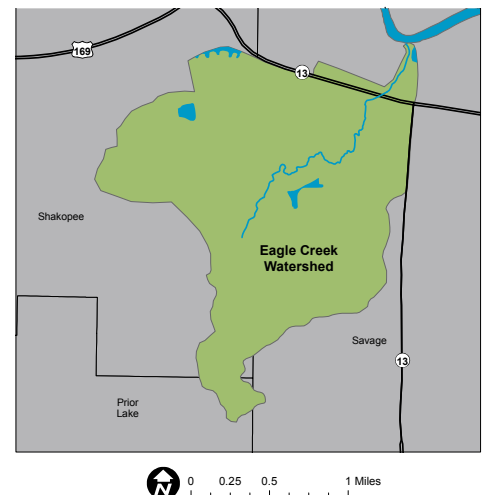 169
13
Shakopee
Eagle Creek
Watershed
Savage
13
Prior
Lake
N
0 0.25 0.5 1 Miles